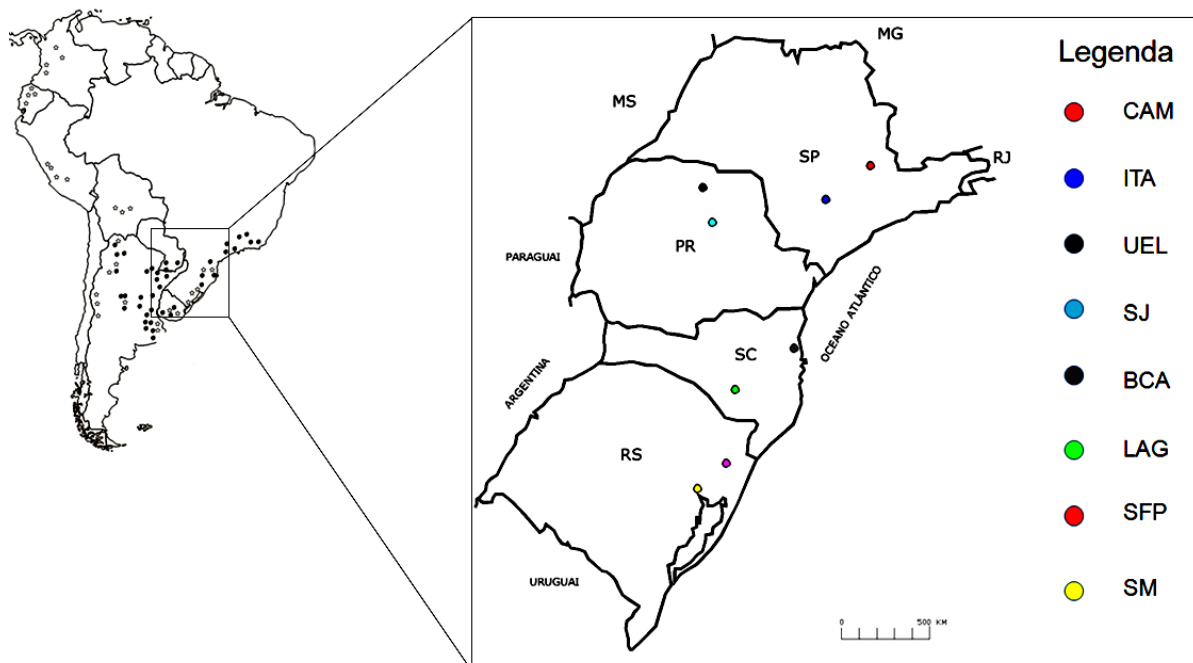 MG
MS
SP
RJ
PARAGUAI
PR
OCEANO ATLÂNTICO
SC
ARGENTINA
RS
URUGUAI
500 KM
Legenda
CAM
ITA
UEL
SJ
BCA
LAG
SFP
SM